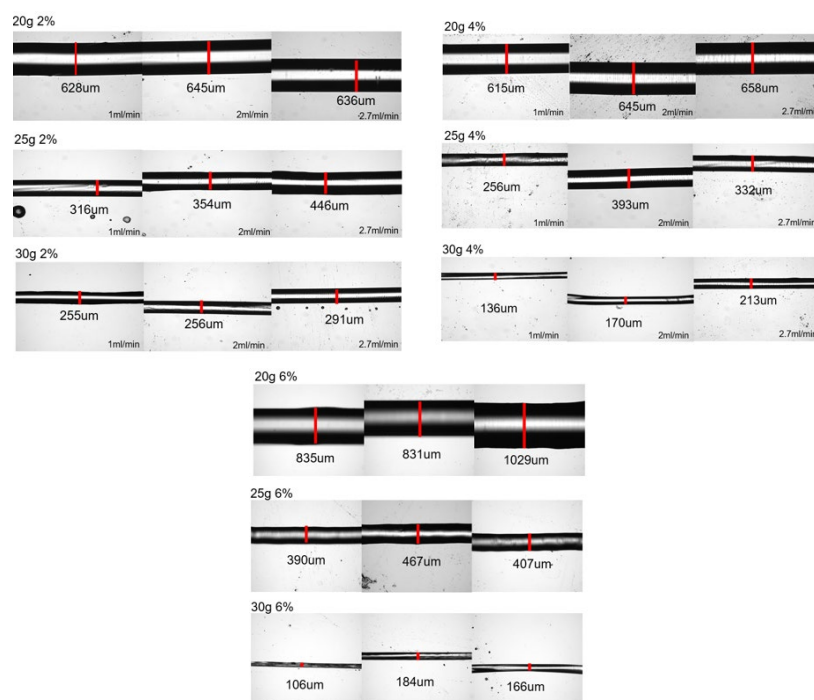 20g 2%
628um
645um
636um
1ml/min
2ml/min
2.7ml/min
25g 2%
316um
354um
446um
1ml/min
2ml/min
2.7ml/min
30g 2%
255um
256um
291um
1ml/min
2ml/min
2.7ml/min
20g 4%
615um
645um
658um
1ml/min
2ml/min
2.7ml/min
25g 4%
256um
393um
332um
1ml/min
2ml/min
2.7ml/min
30g 4%
136um
170um
213um
1ml/min
2ml/min
2.7ml/min
20g 6%
835um
831um
1029um
25g 6%
390um
467um
407um
30g 6%
106um
184um
166um